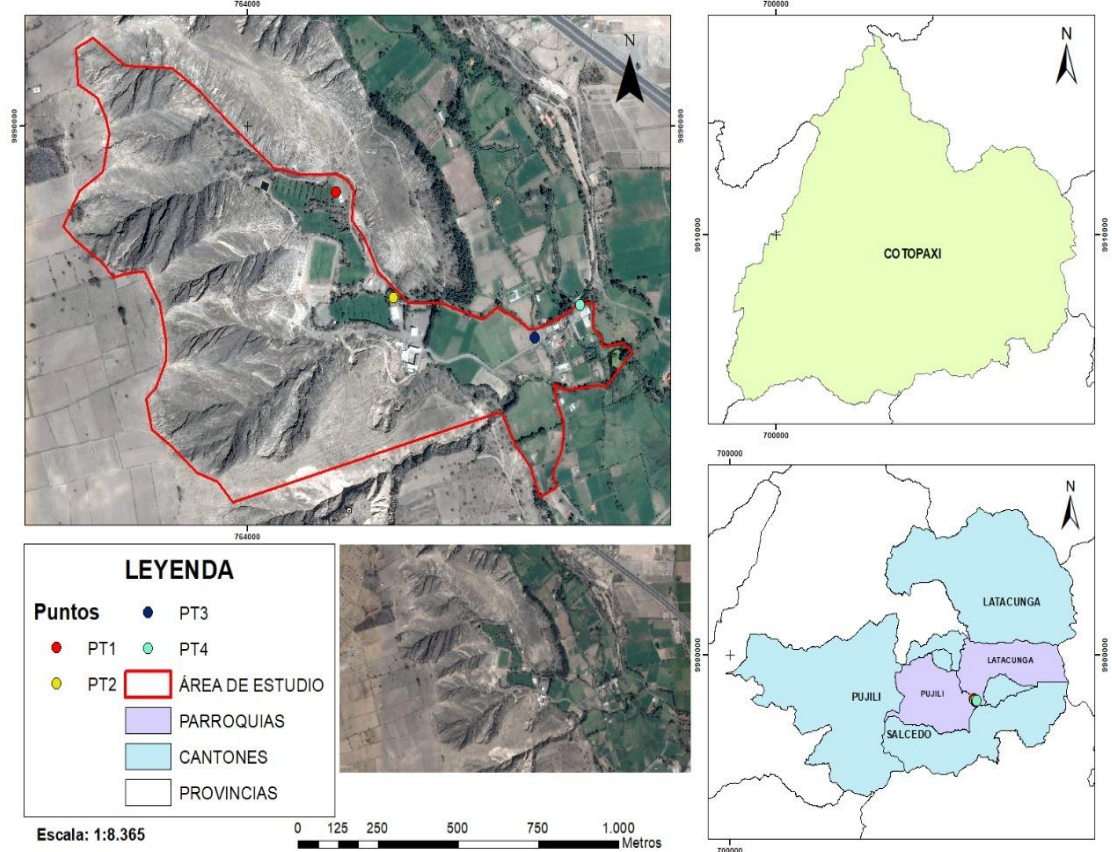 764000
N
9890000
9890000
764000
700000
N
9910000
COTOPAXI
700000
700000
N
LATACUNGA
9900000
LATACUNGA
PUJILI
PUJILI
SALCEDO
700000
LEYENDA
Puntos
PT1
PT2
PT3
PT4
ÁREA DE ESTUDIO
PARROQUIAS
CANTONES
PROVINCIAS
Escala: 1:8.365
0 125 250 500 750 1.000
Metros